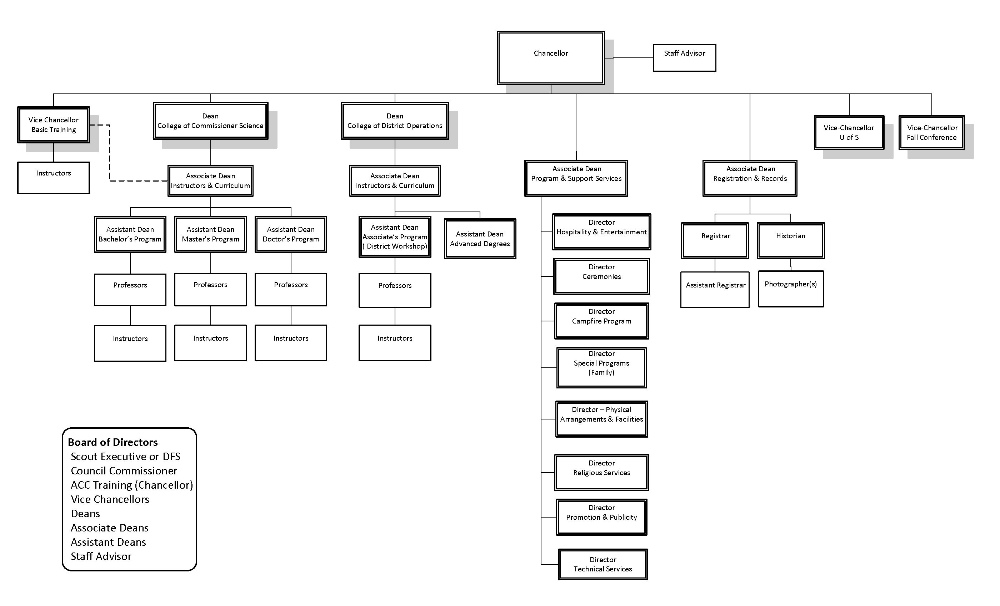 Chancellor
Staff Advisor
Vice Chancellor
Basic Training
Dean
College of Commissioner Science
Dean
College of District Operations
Vice-Chancellor
U of S
Vice-Chancellor
Fall Conference
Instructors
Associate Dean
Instructors & Curriculum
Associate Dean
Instructors & Curriculum
Associate Dean
Program & Support Services
Associate Dean
Registration & Records
Assistant Dean
Bachelor’s Program
Assistant Dean
Master’s Program
Assistant Dean
Doctor’s Program
Assistant Dean
Associate’s Program
( District Workshop)
Assistant Dean
Advanced Degrees
Director
Hospitality & Entertainment
Registrar
Historian
Professors
Professors
Professors
Professors
Director
Ceremonies
Assistant Registrar
Photographer(s)
Instructors
Instructors
Instructors
Instructors
Director
Campfire Program
Director
Special Programs
(Family)
Director – Physical
Arrangements & Facilities
Director
Religious Services
Director
Promotion & Publicity
Director
Technical Services
Board of Directors
Scout Executive or DFS
Council Commissioner
ACC Training (Chancellor)
Vice Chancellors
Deans
Associate Deans
Assistant Deans
Staff Advisor